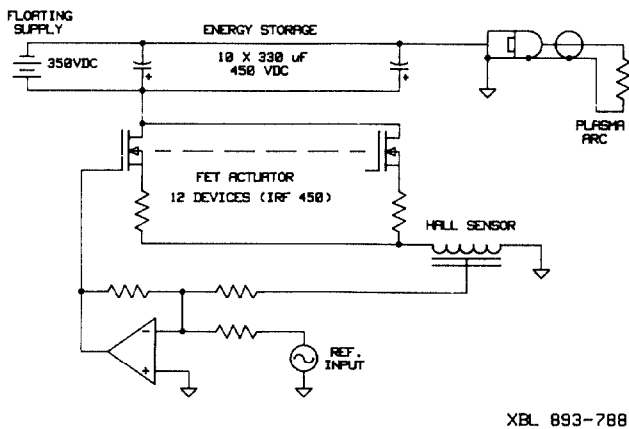 FLOATING
SUPPLY
ENERGY STORAGE
350VDC
10 X 330 uF
450 VDC
+
+
PLASMA
ARC
FET ACTUATOR
12 DEVICES (IRF 450)
HALL SENSOR
-
+
REF.
INPUT
XBL 893-788